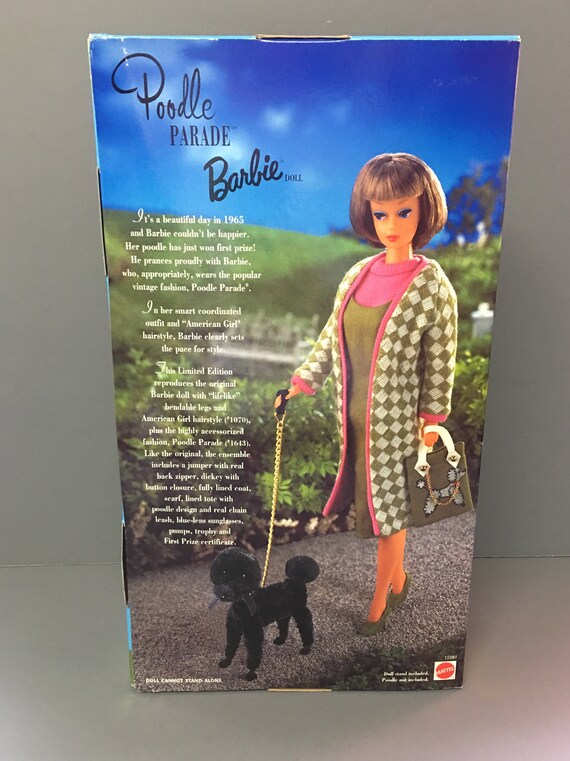 Poodle
PARADE™
Barbie® DOLL
It's a beautiful day in 1965
and Barbie couldn't be happier.
Her poodle has just won first prize!
He prances proudly with Barbie,
who, appropriately, wears the popular
vintage fashion, Poodle Parade®.
In her smart coordinated
outfit and "American Girl"
hairstyle, Barbie clearly sets
the pace for style.
This Limited Edition
reproduces the original
Barbie doll with "lifelike"
bendable legs and
American Girl hairstyle (#1070),
plus the highly accessorized
fashion, Poodle Parade (#1643).
Like the original, the ensemble
includes a jumper with real
back zipper, dickey with
button closure, fully lined coat,
scarf, lined tote with
poodle design and real chain
leash, blue-lens sunglasses,
pumps, trophy and
First Prize certificate.
DOLL CANNOT STAND ALONE.
Doll stand included.
Poodle not included.
MATTEL